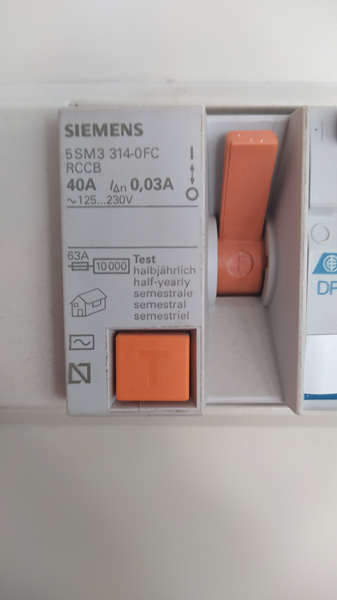 SIEMENS
5SM3 314-0FC
RCCB
40A I∆n 0,03A
~125...230V
I
O
63A
10 000
Test
halbjährlich
half-yearly
semestrale
semestral
semestriel
T
DF